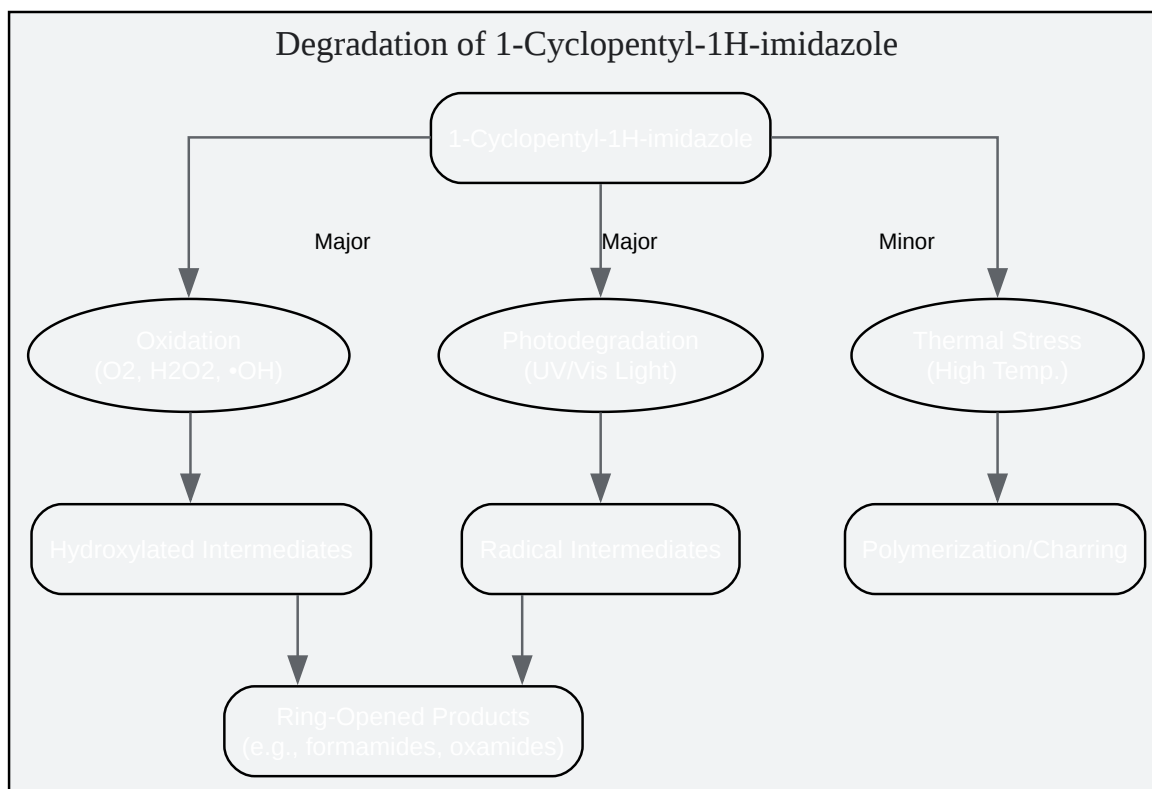 Degradation of 1-Cyclopentyl-1H-imidazole
1-Cyclopentyl-1H-imidazole
Major
Major
Minor
Oxidation
(O2, H2O2, •OH)
Photodegradation
(UV/Vis Light)
Thermal Stress
(High Temp.)
Hydroxylated Intermediates
Radical Intermediates
Polymerization/Charring
Ring-Opened Products
(e.g., formamides, oxamides)